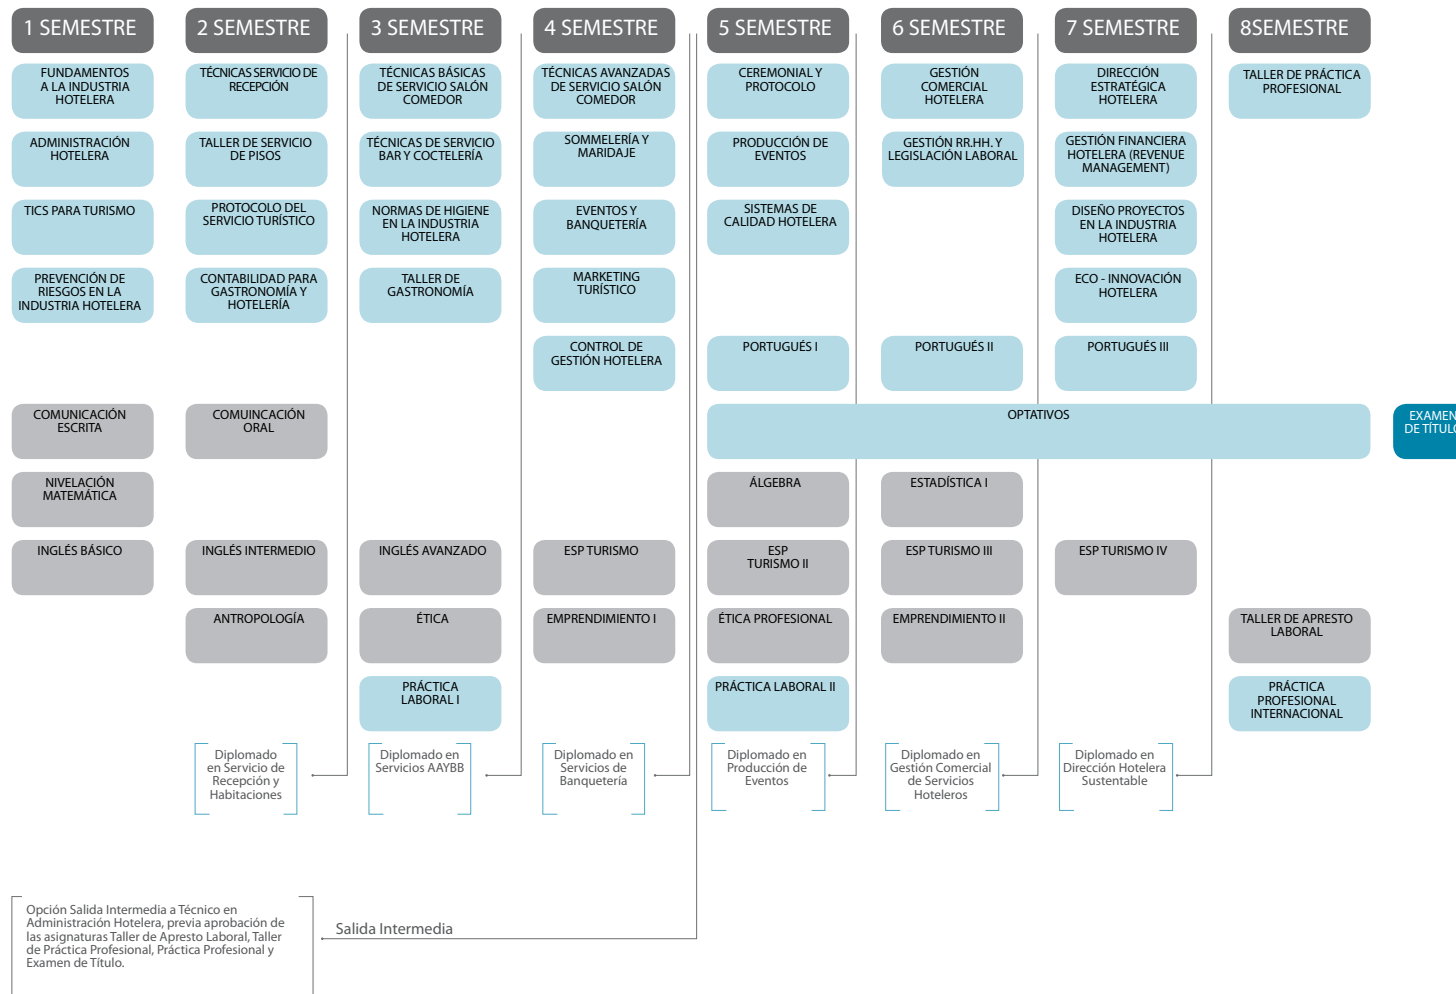 1 SEMESTRE
2 SEMESTRE
3 SEMESTRE
4 SEMESTRE
5 SEMESTRE
6 SEMESTRE
7 SEMESTRE
8SEMESTRE
FUNDAMENTOS
A LA INDUSTRIA
HOTELERA
TÉCNICAS SERVICIO DE
RECEPCIÓN
TÉCNICAS BÁSICAS
DE SERVICIO SALÓN
COMEDOR
TÉCNICAS AVANZADAS
DE SERVICIO SALÓN
COMEDOR
CEREMONIAL Y
PROTOCOLO
GESTIÓN
COMERCIAL
HOTELERA
DIRECCIÓN
ESTRATÉGICA
HOTELERA
TALLER DE PRÁCTICA
PROFESIONAL
ADMINISTRACIÓN
HOTELERA
TALLER DE SERVICIO
DE PISOS
TÉCNICAS DE SERVICIO
BAR Y COCTELERÍA
SOMMELERÍA Y
MARIDAJE
PRODUCCIÓN DE
EVENTOS
GESTIÓN RR.HH. Y
LEGISLACIÓN LABORAL
GESTIÓN FINANCIERA
HOTELERA (REVENUE
MANAGEMENT)
TICS PARA TURISMO
PROTOCOLO DEL
SERVICIO TURÍSTICO
NORMAS DE HIGIENE
EN LA INDUSTRIA
HOTELERA
EVENTOS Y
BANQUETERÍA
SISTEMAS DE
CALIDAD HOTELERA
DISEÑO PROYECTOS
EN LA INDUSTRIA
HOTELERA
PREVENCIÓN DE
RIESGOS EN LA
INDUSTRIA HOTELERA
CONTABILIDAD PARA
GASTRONOMÍA Y
HOTELERÍA
TALLER DE
GASTRONOMÍA
MARKETING
TURÍSTICO
ECO - INNOVACIÓN
HOTELERA
CONTROL DE
GESTIÓN HOTELERA
PORTUGUÉS I
PORTUGUÉS II
PORTUGUÉS III
COMUNICACIÓN
ESCRITA
COMUINCACIÓN
ORAL
OPTATIVOS
EXAMEN
DE TÍTULO
NIVELACIÓN
MATEMÁTICA
ÁLGEBRA
ESTADÍSTICA I
INGLÉS BÁSICO
INGLÉS INTERMEDIO
INGLÉS AVANZADO
ESP TURISMO
ESP
TURISMO II
ESP TURISMO III
ESP TURISMO IV
ANTROPOLOGÍA
ÉTICA
EMPRENDIMIENTO I
ÉTICA PROFESIONAL
EMPRENDIMIENTO II
TALLER DE APRESTO
LABORAL
PRÁCTICA
LABORAL I
PRÁCTICA LABORAL II
PRÁCTICA
PROFESIONAL
INTERNACIONAL
Diplomado
en Servicio de
Recepción y
Habitaciones
Diplomado en
Servicios AAYBB
Diplomado en
Servicios de
Banquetería
Diplomado en
Producción de
Eventos
Diplomado en
Gestión Comercial
de Servicios
Hoteleros
Diplomado en
Dirección Hotelera
Sustentable
Opción Salida Intermedia a Técnico en
Administración Hotelera, previa aprobación de
las asignaturas Taller de Apresto Laboral, Taller
de Práctica Profesional, Práctica Profesional y
Examen de Título.
Salida Intermedia